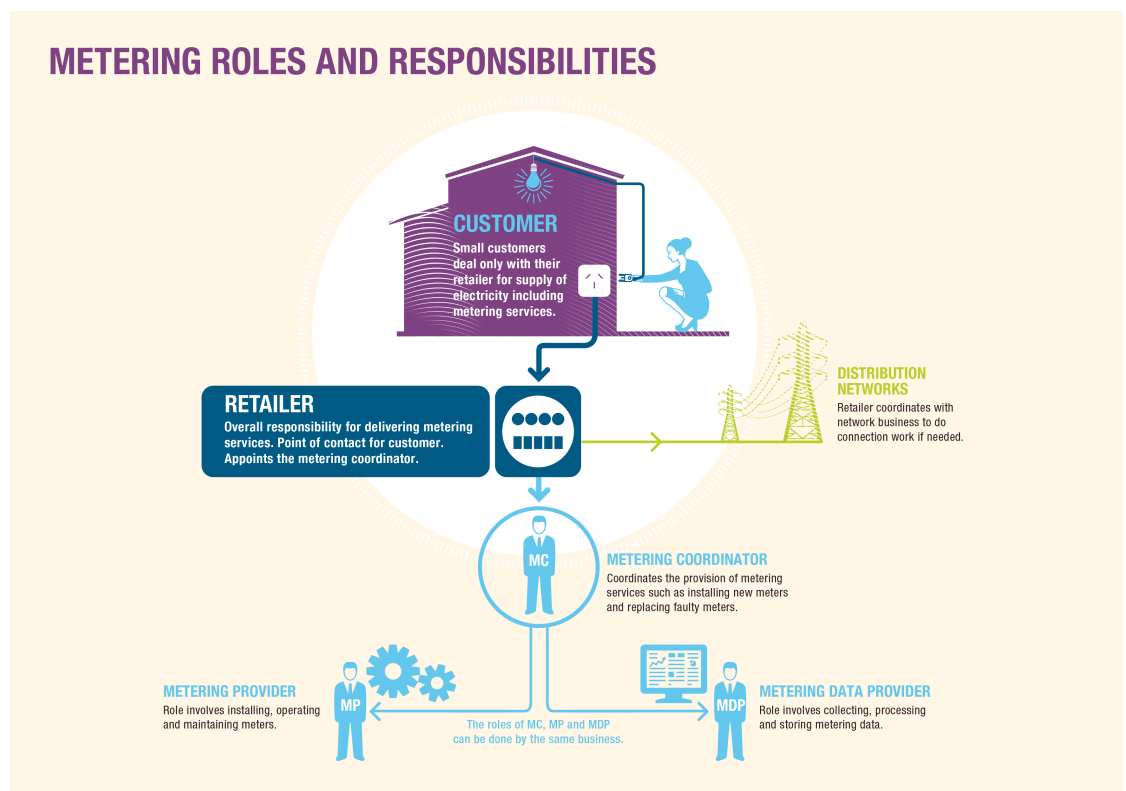 METERING ROLES AND RESPONSIBILITIES
CUSTOMER
Small customers
deal only with their
retailer for supply of
electricity including
metering services.
DISTRIBUTION
NETWORKS
Retailer coordinates with
network business to do
connection work if needed.
RETAILER
Overall responsibility for delivering metering
services. Point of contact for customer.
Appoints the metering coordinator.
MC
METERING COORDINATOR
Coordinates the provision of metering
services such as installing new meters
and replacing faulty meters.
METERING PROVIDER
Role involves installing, operating
and maintaining meters.
MP
The roles of MC, MP and MDP
can be done by the same business.
MDP
METERING DATA PROVIDER
Role involves collecting, processing
and storing metering data.